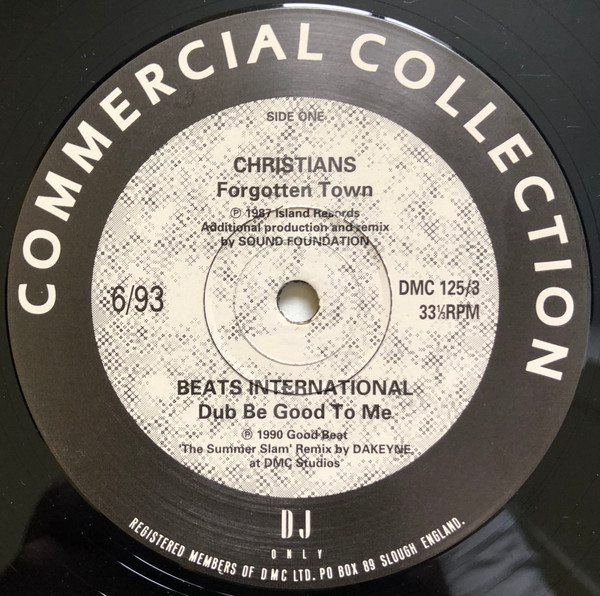 COMMERCIAL COLLECTION
SIDE ONE
CHRISTIANS
Forgotten Town
℗ 1987 Island Records
Additional production and remix
by SOUND FOUNDATION
6/93
DMC 125/3
33⅓RPM
BEATS INTERNATIONAL
Dub Be Good To Me
℗ 1990 Good Beat
'The Summer Slam' Remix by DAKEYNE
at DMC Studios
DJ
ONLY
REGISTERED MEMBERS OF DMC LTD. PO BOX 89 SLOUGH ENGLAND.